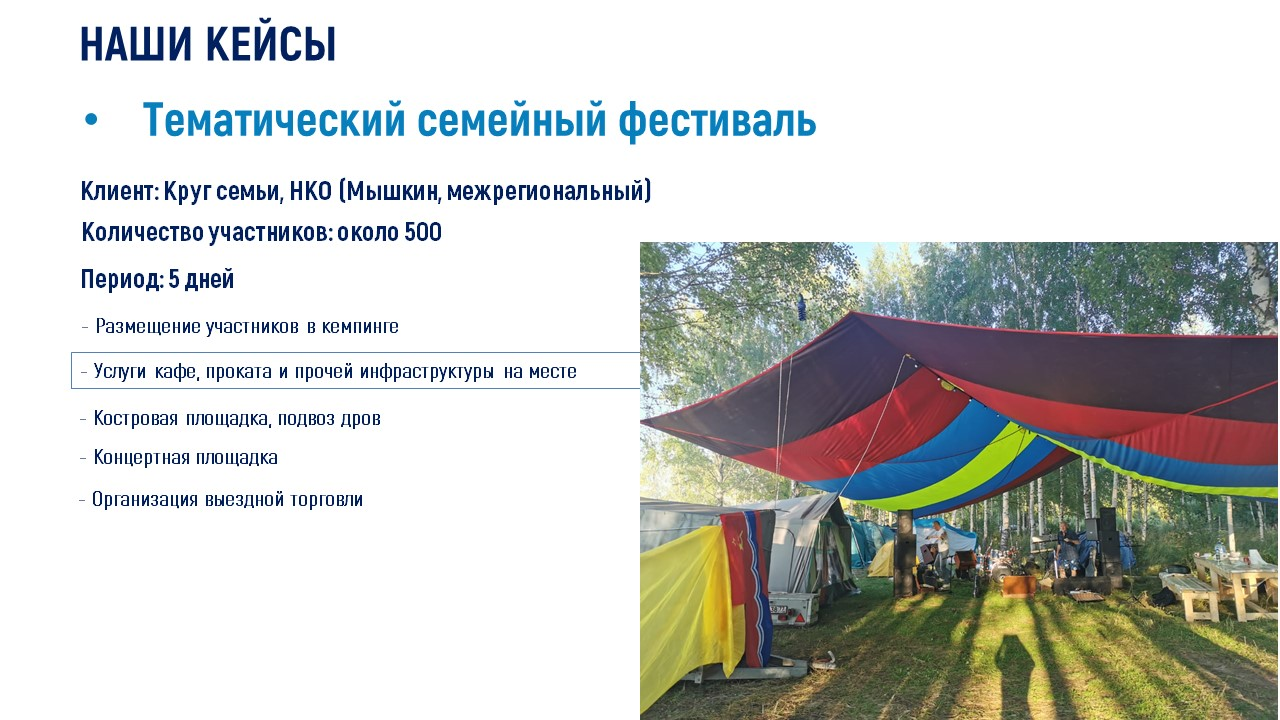 НАШИ КЕЙСЫ
• Тематический семейный фестиваль
Клиент: Круг семьи, НКО (Мышкин, межрегиональный)
Количество участников: около 500
Период: 5 дней
- Размещение участников в кемпинге
- Услуги кафе, проката и прочей инфраструктуры на месте
- Костровая площадка, подвоз дров
- Концертная площадка
- Организация выездной торговли